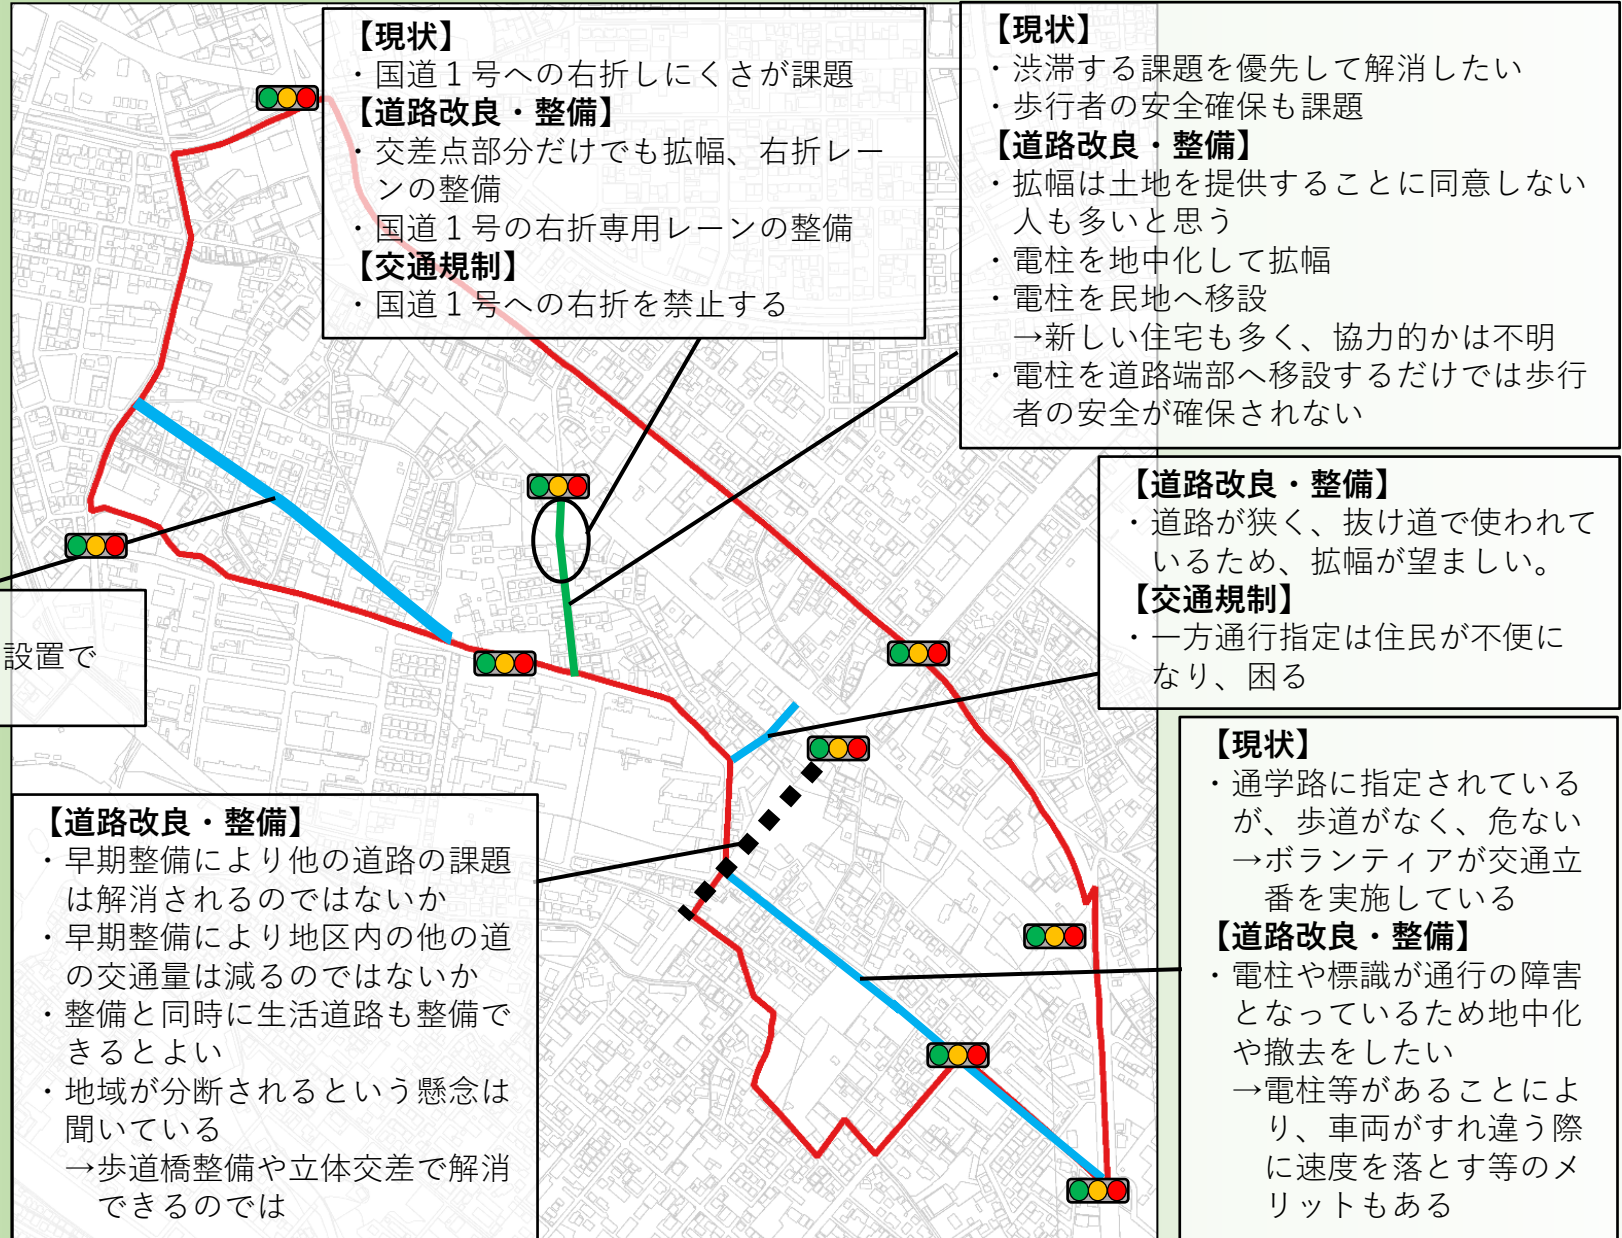 【現状】
・国道１号への右折しにくさが課題
【道路改良・整備】
・交差点部分だけでも拡幅、右折レー
ンの整備
・国道１号の右折専用レーンの整備
【交通規制】
・国道１号への右折を禁止する
【現状】
・渋滞する課題を優先して解消したい
・歩行者の安全確保も課題
【道路改良・整備】
・拡幅は土地を提供することに同意しない
人も多いと思う
・電柱を地中化して拡幅
・電柱を民地へ移設
→新しい住宅も多く、協力的かは不明
・電柱を道路端部へ移設するだけでは歩行
者の安全が確保されない
【道路改良・整備】
・道路が狭く、抜け道で使われて
いるため、拡幅が望ましい。
【交通規制】
・一方通行指定は住民が不便に
なり、困る
設置で
【道路改良・整備】
・早期整備により他の道路の課題
は解消されるのではないか
・早期整備により地区内の他の道
の交通量は減るのではないか
・整備と同時に生活道路も整備で
きるとよい
・地域が分断されるという懸念は
聞いている
→歩道橋整備や立体交差で解消
できるのでは
【現状】
・通学路に指定されている
が、歩道がなく、危ない
→ボランティアが交通立
番を実施している
【道路改良・整備】
・電柱や標識が通行の障害
となっているため地中化
や撤去をしたい
→電柱等があることによ
り、車両がすれ違う際
に速度を落とす等のメ
リットもある